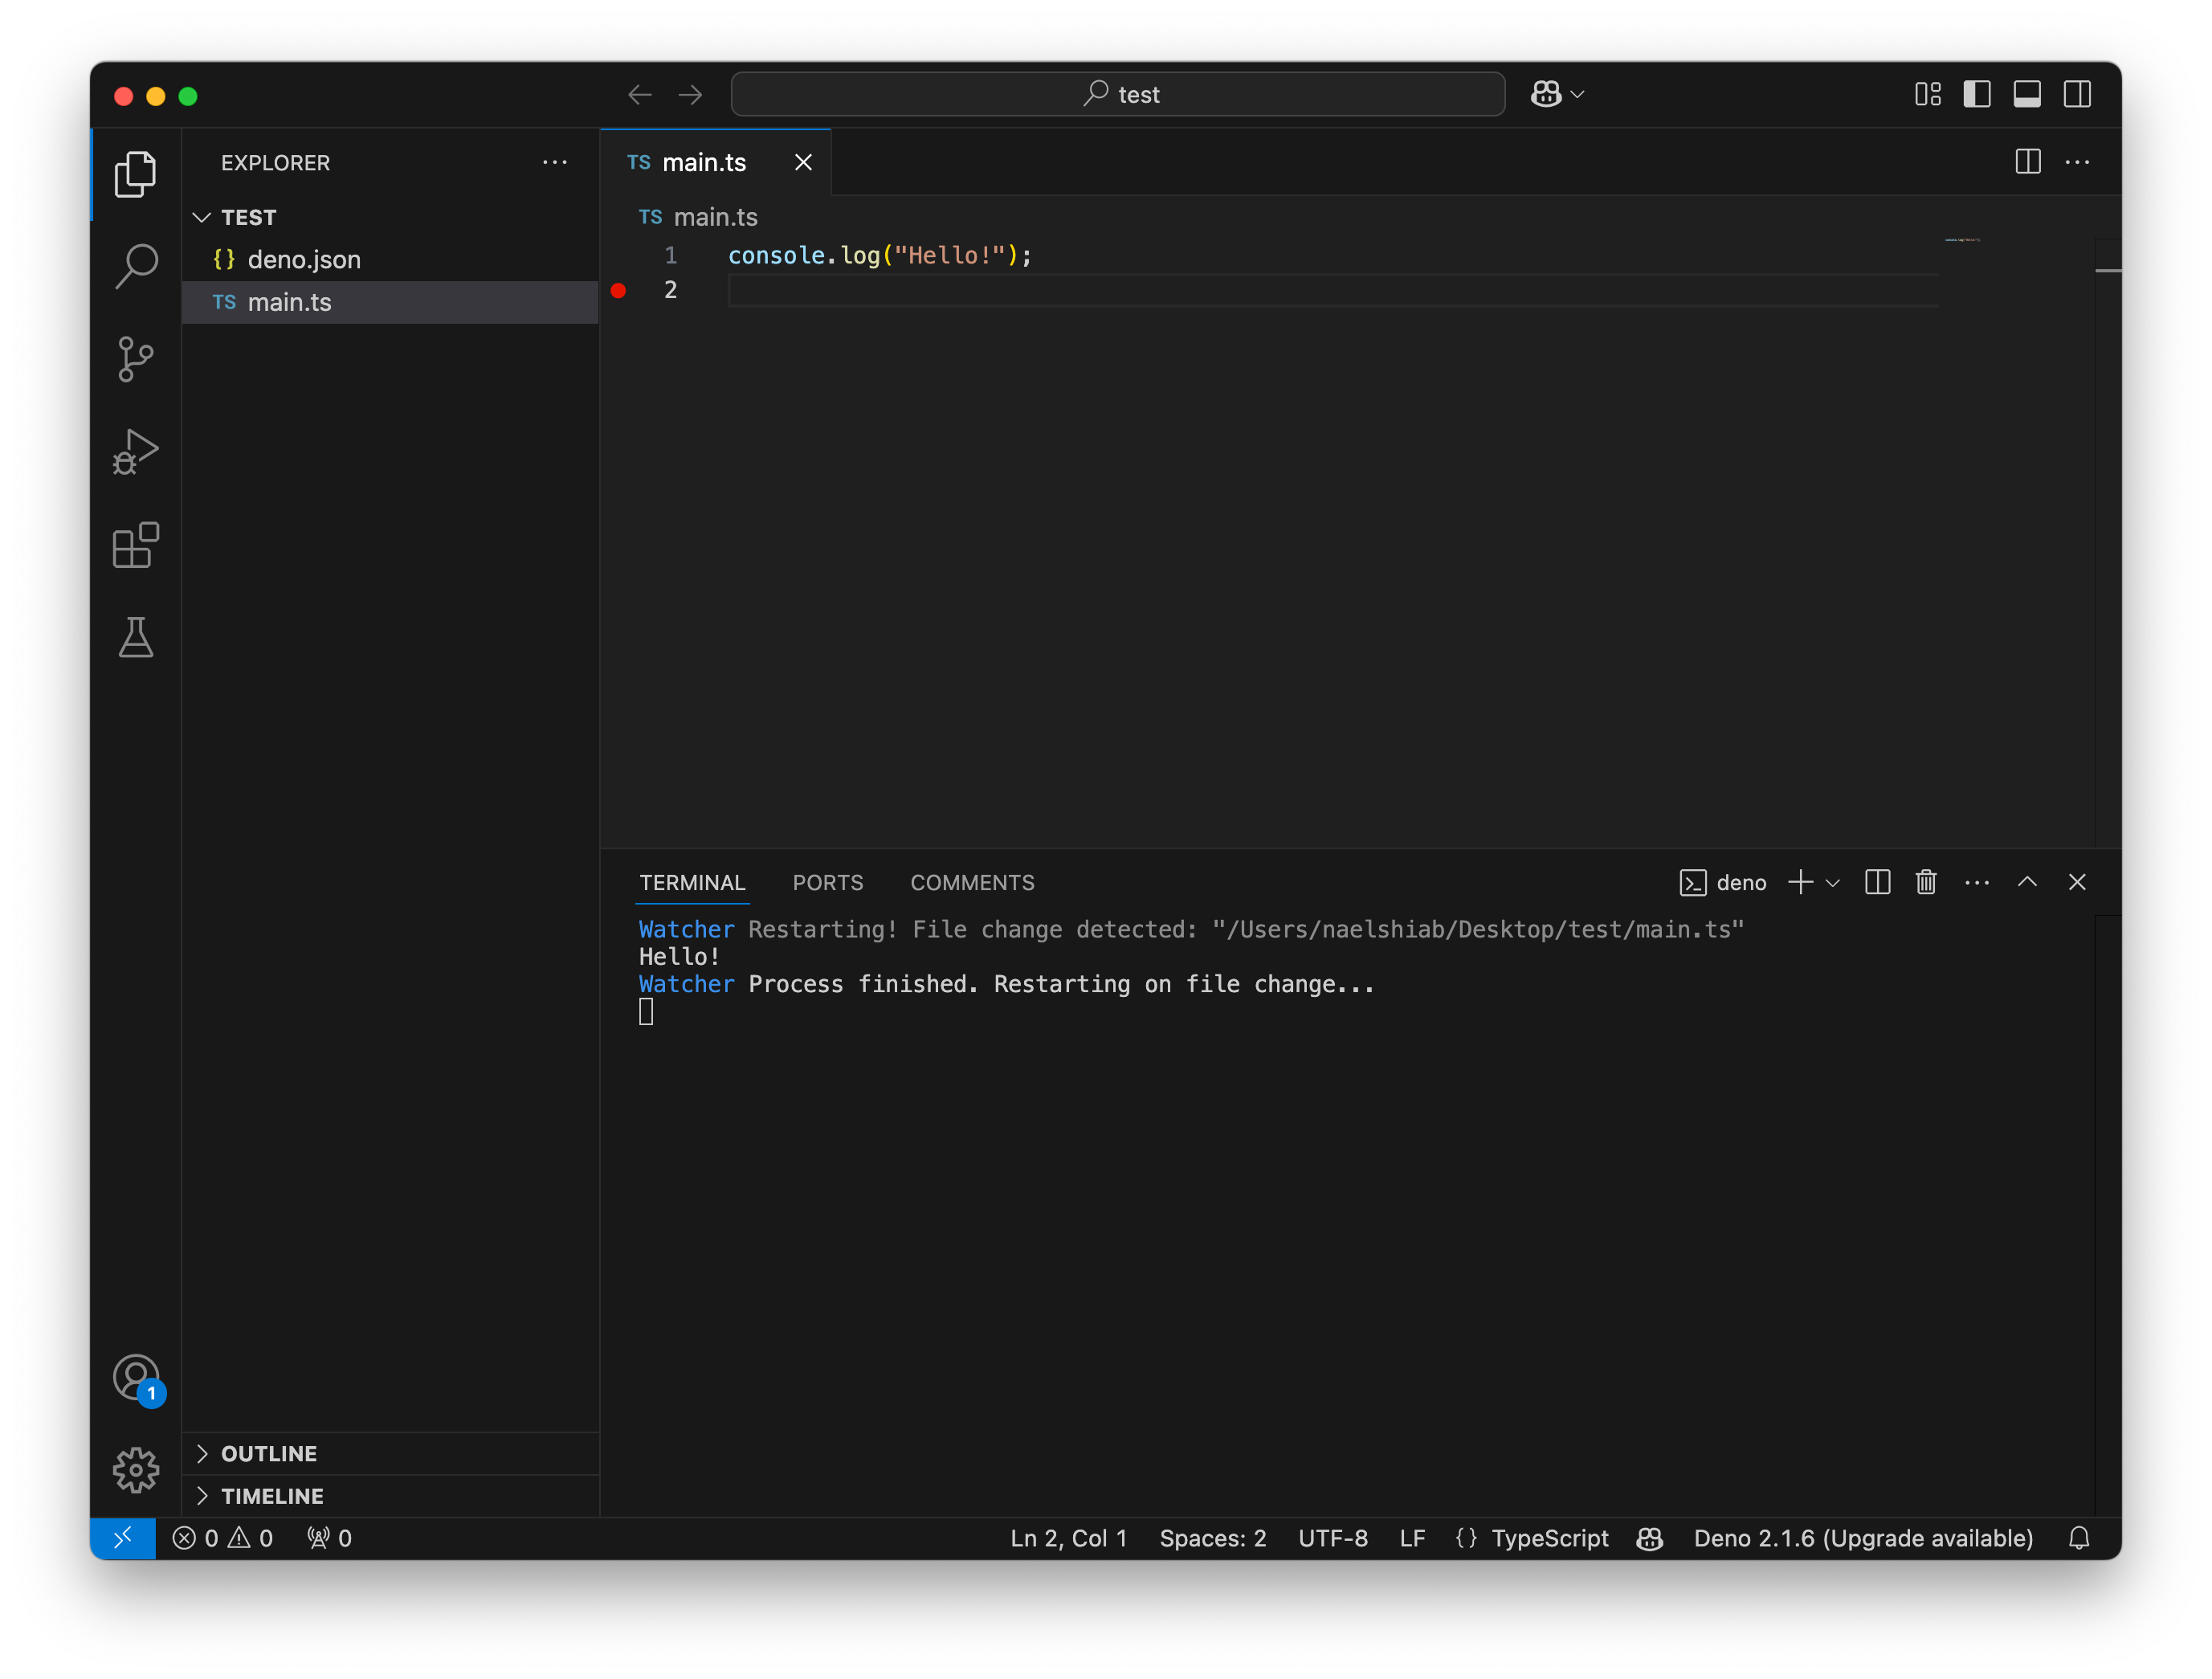 test
EXPLORER
TEST
{} deno.json
TS main.ts
OUTLINE
TIMELINE
TS main.ts
TS main.ts
1 console.log("Hello!");
2
TERMINAL PORTS COMMENTS deno
Watcher Restarting! File change detected: "/Users/naelshiab/Desktop/test/main.ts"
Hello!
Watcher Process finished. Restarting on file change...
1
0 0 0 Ln 2, Col 1 Spaces: 2 UTF-8 LF {} TypeScript Deno 2.1.6 (Upgrade available)